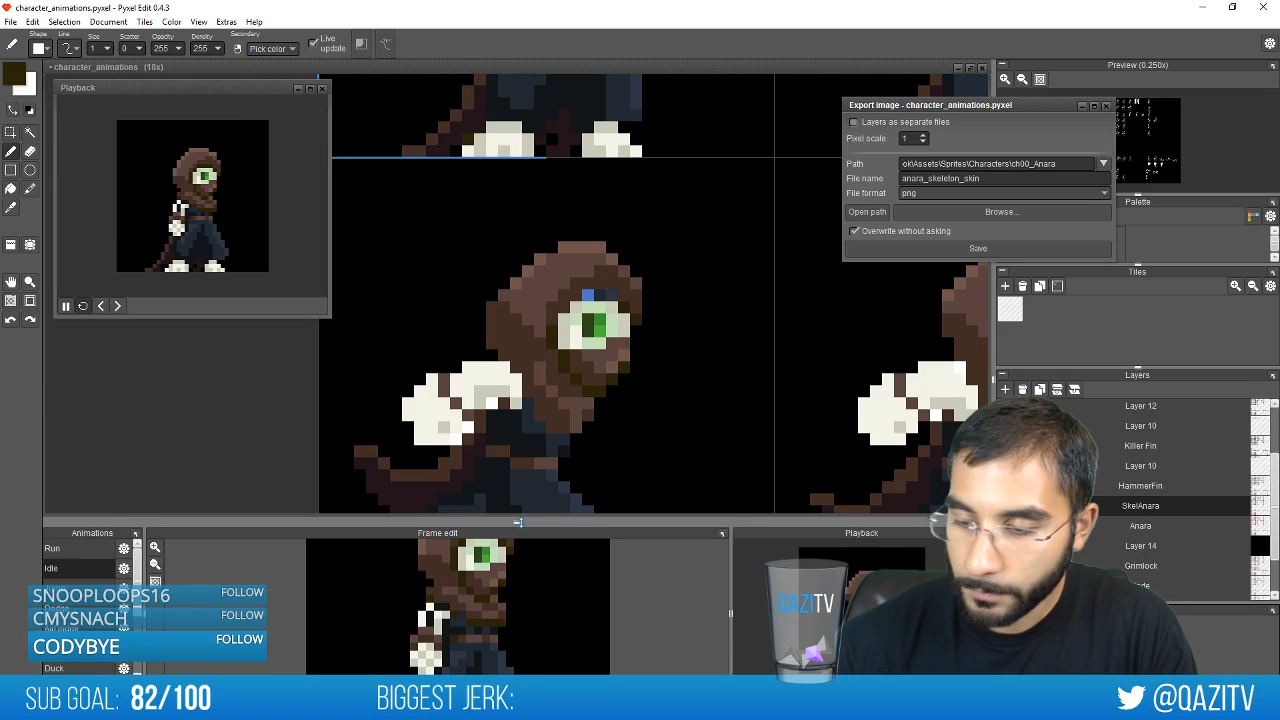 character_animations.pyxel - Pyxel Edit 0.4.3
File Edit Selection Document Tiles Color View Extras Help
Shape Line Size Scatter Opacity Density Secondary
1 0 255 255 Pick color Live update
• character_animations (18x)
Playback
Export image - character_animations.pyxel
Layers as separate files
Pixel scale 1
Path ok\Assets\Sprites\Characters\ch00_Anara
File name anara_skeleton_skin
File format png
Open path Browse...
Overwrite without asking
Save
Preview (0.250x)
Palette
Tiles
Layers
Layer 12
Layer 10
Killer Fin
Layer 10
HammerFin
SkelAnara
Anara
Layer 14
Grimlock
Animations
Run
Idle
Duck
Frame edit
Playback
SNOOPLOOPS16 FOLLOW
CMYSNACH FOLLOW
CODYBYE FOLLOW
QAZITV
SUB GOAL: 82/100 BIGGEST JERK: @QAZITV